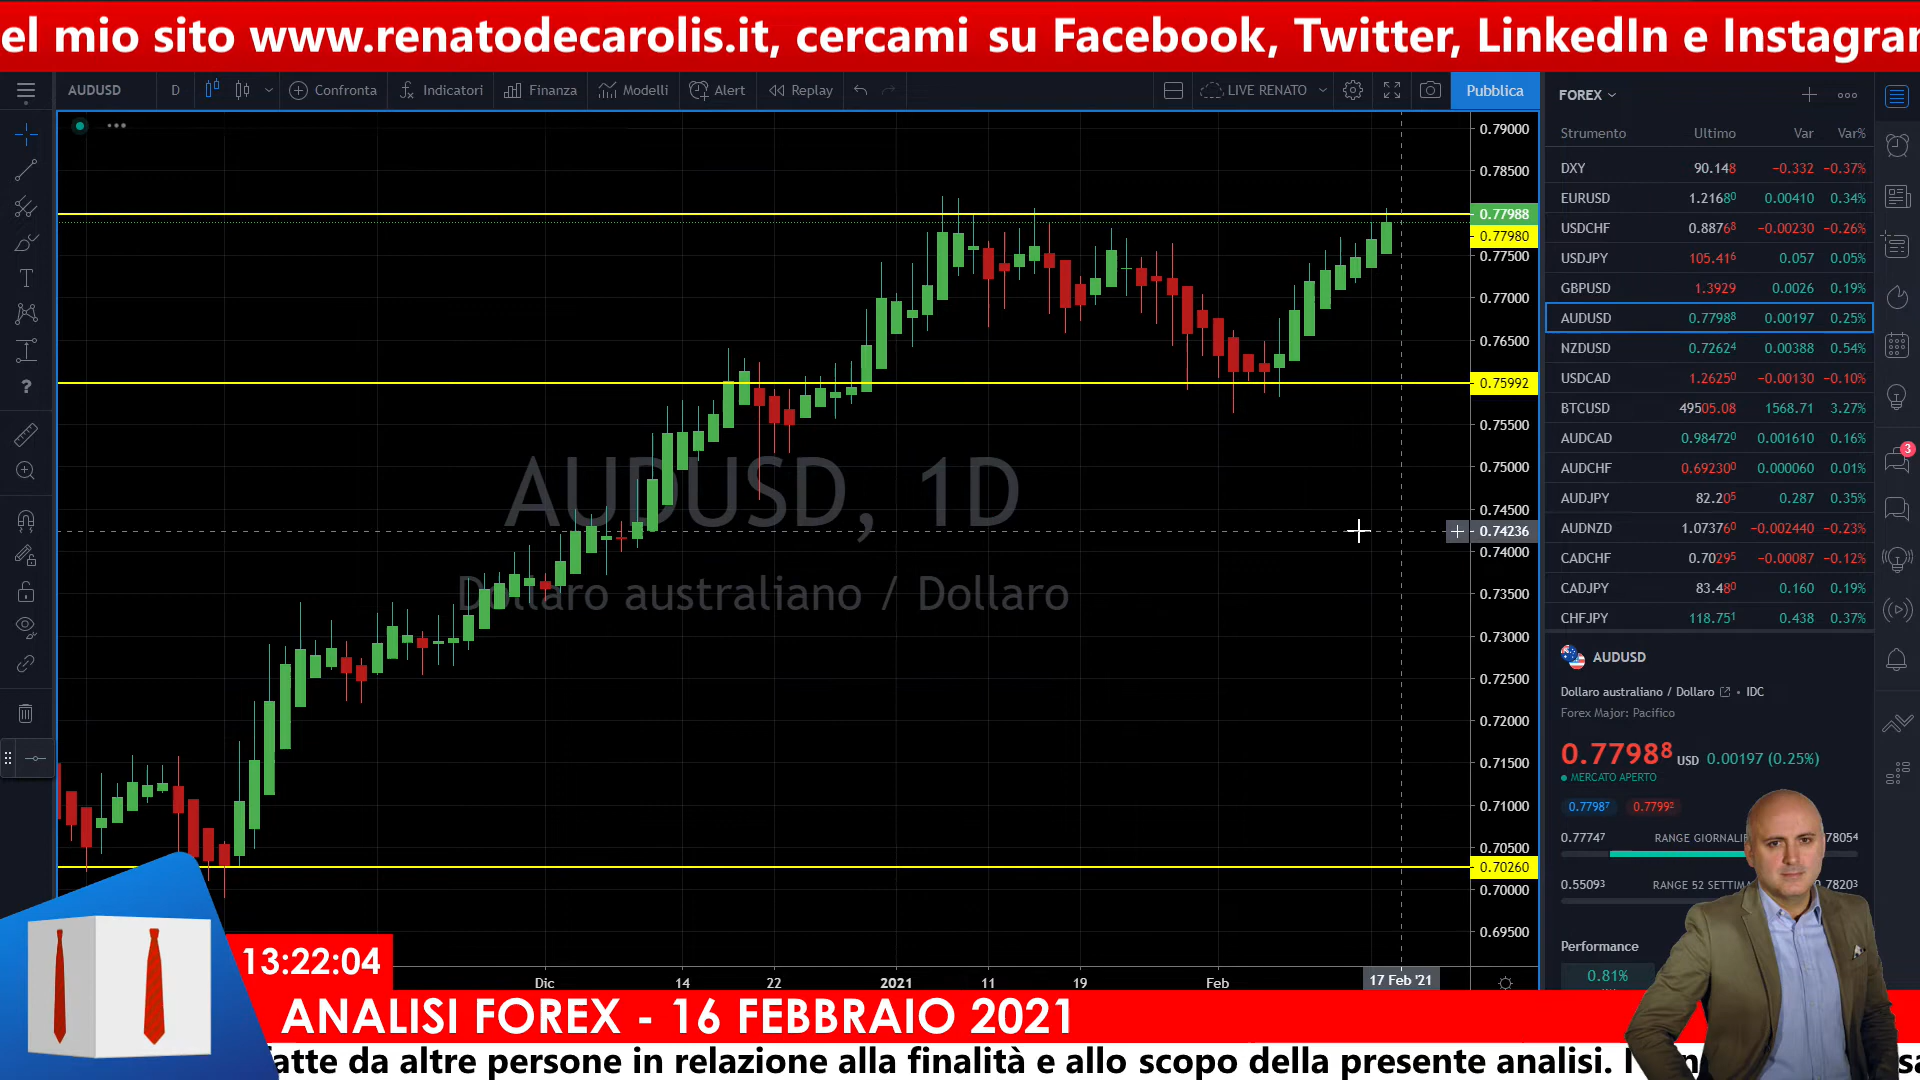 el mio sito www.renatodecarolis.it, cercami su Facebook, Twitter, LinkedIn e Instagram
AUDUSD D Confronta Indicatori Finanza Modelli Alert Replay LIVE RENATO Pubblica
FOREX
Strumento Ultimo Var Var%
DXY 90.148 −0.332 −0.37%
EURUSD 1.21680 0.00410 0.34%
USDCHF 0.88768 −0.00230 −0.26%
USDJPY 105.416 0.057 0.05%
GBPUSD 1.3929 0.0026 0.19%
AUDUSD 0.77988 0.00197 0.25%
NZDUSD 0.72624 0.00388 0.54%
USDCAD 1.26250 −0.00130 −0.10%
BTCUSD 49505.08 1568.71 3.27%
AUDCAD 0.984720 0.001610 0.16%
AUDCHF 0.692300 0.000060 0.01%
AUDJPY 82.205 0.287 0.35%
AUDNZD 1.073760 −0.002440 −0.23%
CADCHF 0.70295 −0.00087 −0.12%
CADJPY 83.480 0.160 0.19%
CHFJPY 118.751 0.438 0.37%
3
0.79000
0.78500
0.77988
0.77980
0.77500
0.77000
0.76500
0.75992
0.75500
0.75000
0.74500
0.74236
0.74000
0.73500
0.73000
0.72500
0.72000
0.71500
0.71000
0.70500
0.70260
0.70000
0.69500
AUDUSD, 1D
Dollaro australiano / Dollaro
AUDUSD
Dollaro australiano / Dollaro • IDC
Forex Major: Pacifico
0.77988 USD 0.00197 (0.25%)
MERCATO APERTO
0.77987 0.77992
0.77747 RANGE GIORNALI 78054
0.55093 RANGE 52 SETTIM 0.78203
Performance
0.81%
Dic 14 22 2021 11 19 Feb 17 Feb '21
13:22:04
ANALISI FOREX - 16 FEBBRAIO 2021
fatte da altre persone in relazione alla finalità e allo scopo della presente analisi.